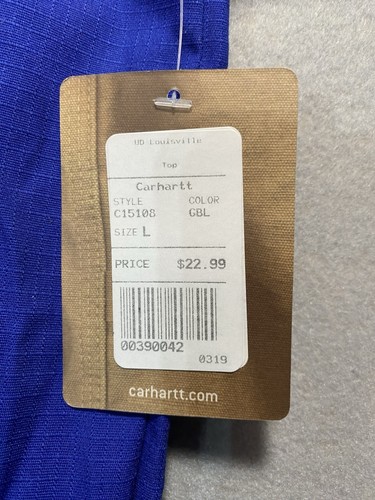 UD Louisville
Top
Carhartt
STYLE COLOR
C15108 GBL
SIZE L
PRICE $22.99
00390042
0319
carhartt.com